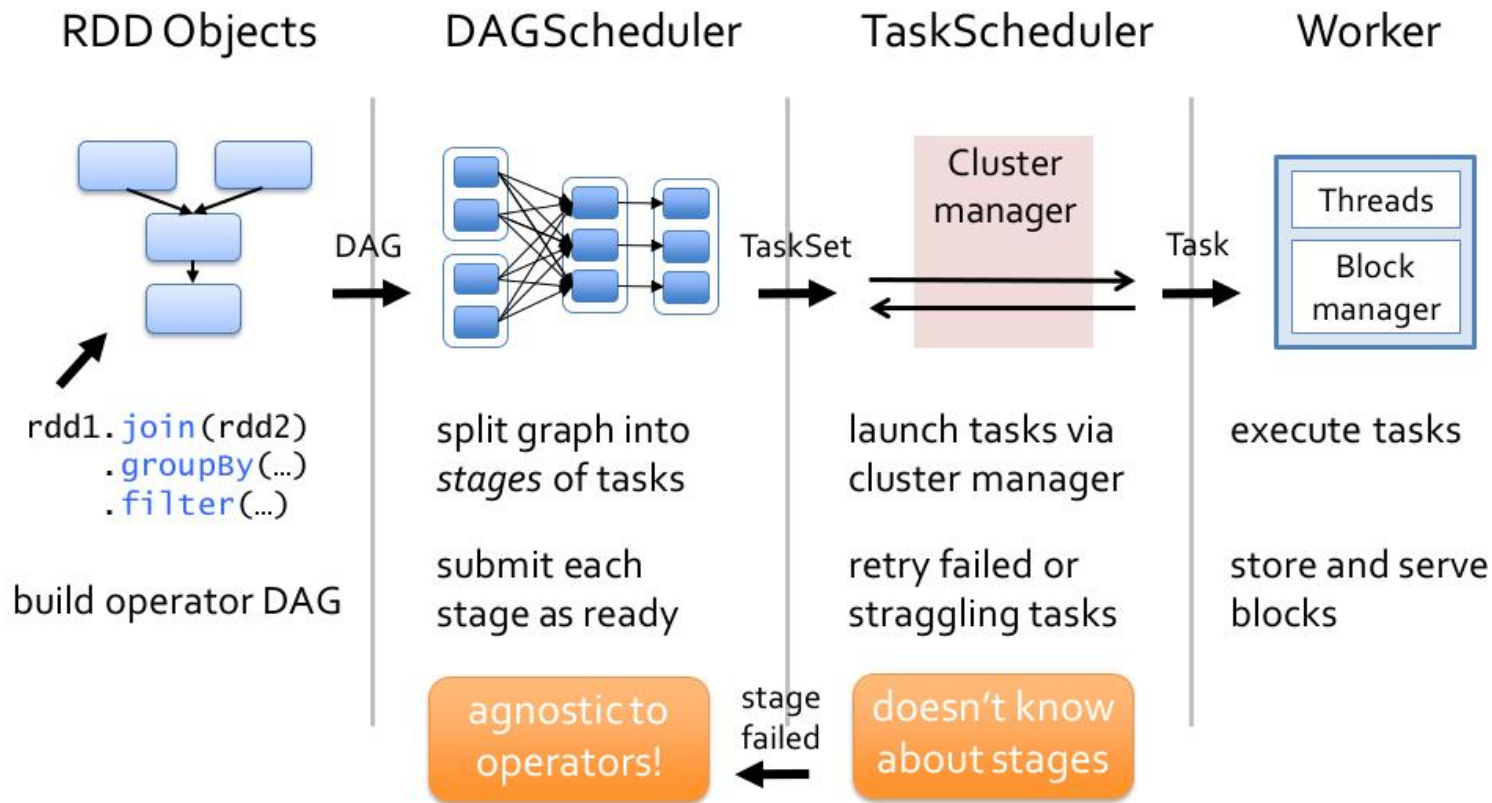 RDD Objects
DAGScheduler
TaskScheduler
Worker
DAG
TaskSet
Cluster
manager
Task
Threads
Block
manager
rdd1.join(rdd2)
.groupBy(…)
.filter(…)
build operator DAG
split graph into
stages of tasks
submit each
stage as ready
agnostic to
operators!
launch tasks via
cluster manager
retry failed or
straggling tasks
stage
failed
doesn't know
about stages
execute tasks
store and serve
blocks